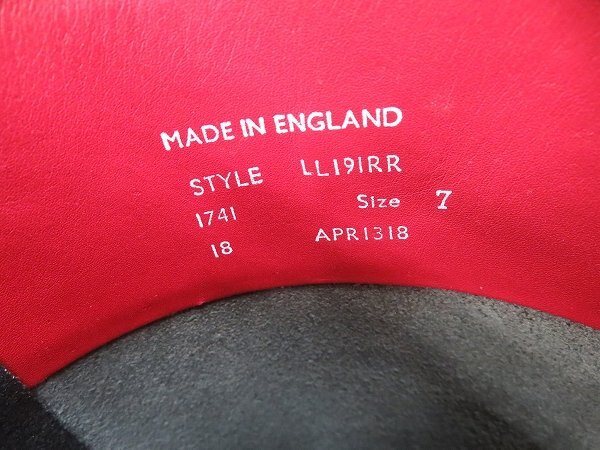 MADE IN ENGLAND
STYLE LL191RR
1741 Size 7
18 APR1318